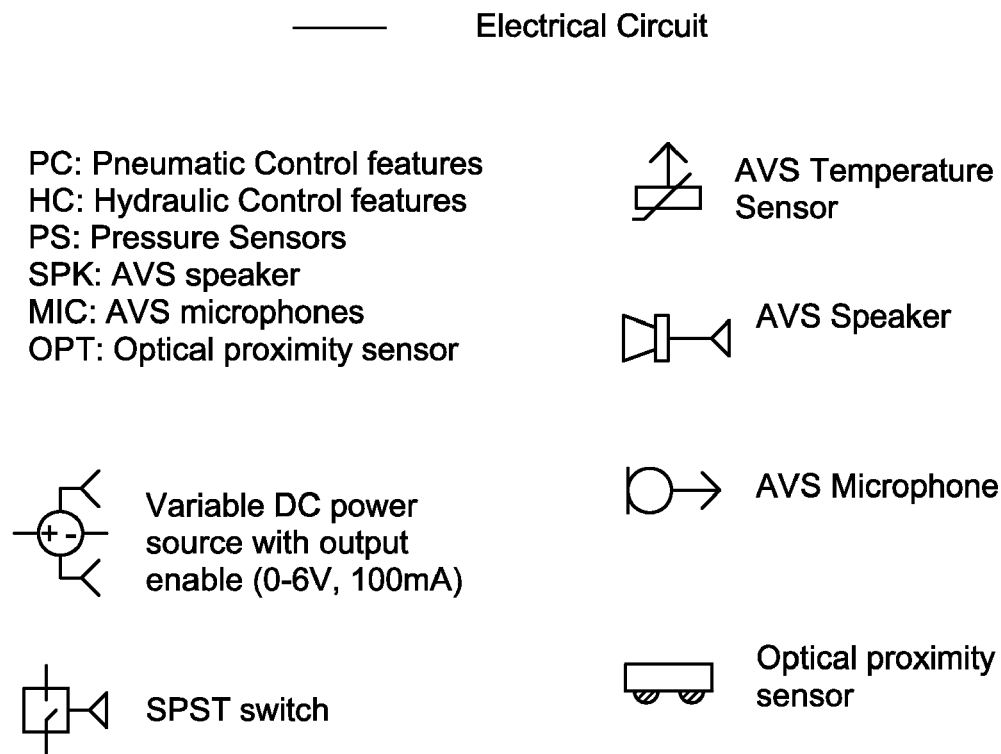 Electrical Circuit
PC: Pneumatic Control features
HC: Hydraulic Control features
PS: Pressure Sensors
SPK: AVS speaker
MIC: AVS microphones
OPT: Optical proximity sensor
AVS Temperature
Sensor
AVS Speaker
+ -
Variable DC power
source with output
enable (0-6V, 100mA)
AVS Microphone
SPST switch
Optical proximity
sensor